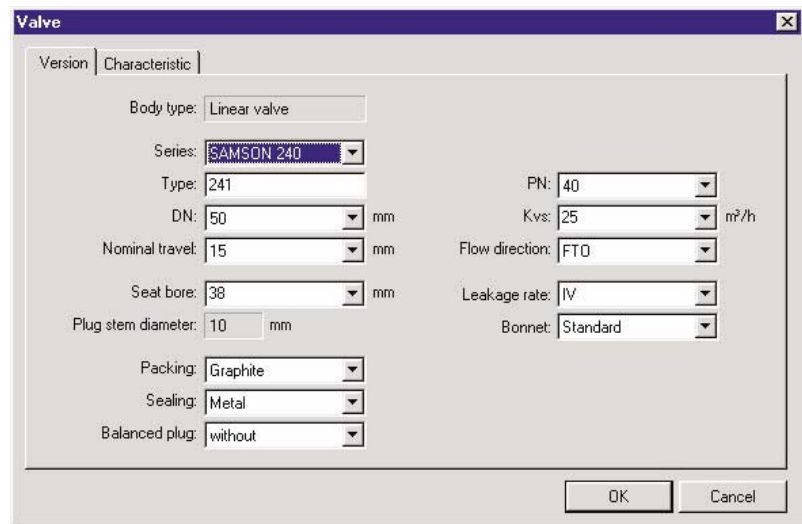 Valve
Version Characteristic
Body type: Linear valve
Series: SAMSON 240
Type: 241 PN: 40
DN: 50 mm Kvs: 25 m³/h
Nominal travel: 15 mm Flow direction: FTO
Seat bore: 38 mm Leakage rate: IV
Plug stem diameter: 10 mm Bonnet: Standard
Packing: Graphite
Sealing: Metal
Balanced plug: without
OK Cancel